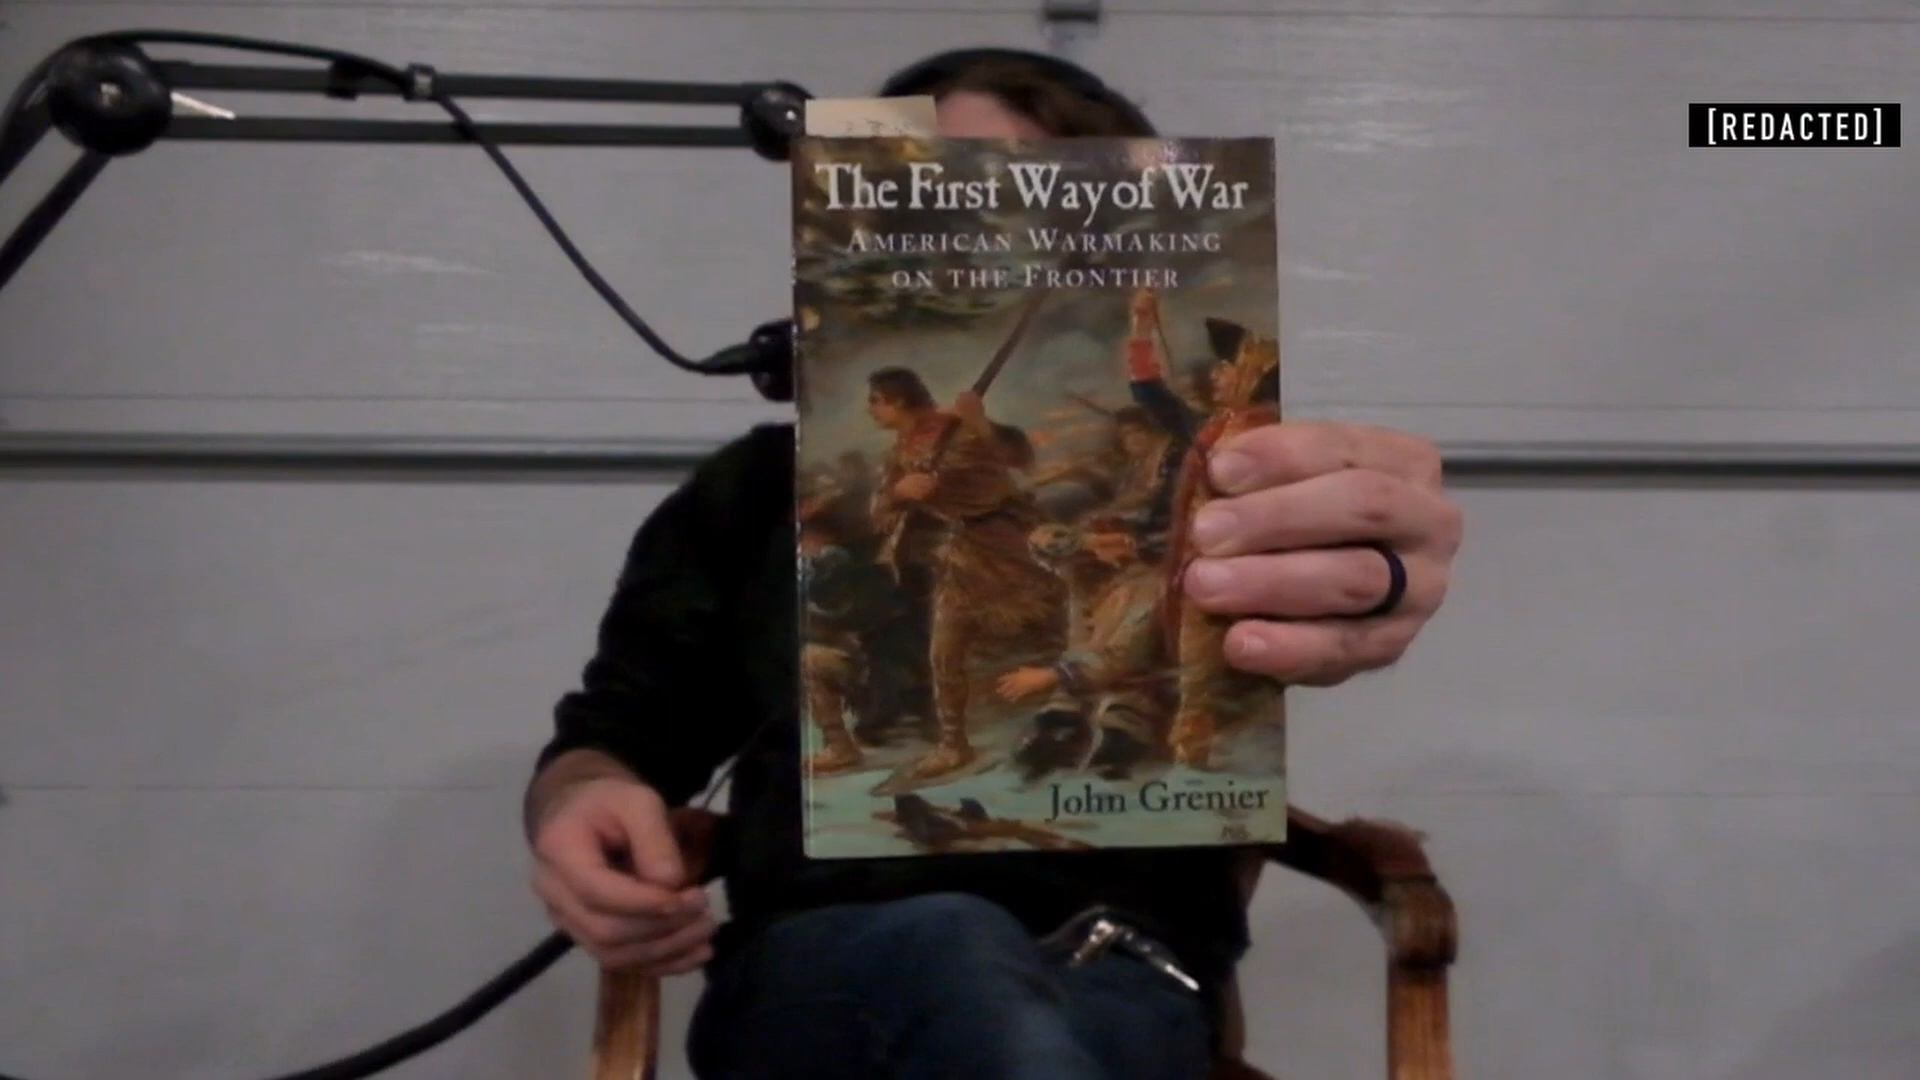 [REDACTED]
The First Way of War
AMERICAN WARMAKING
ON THE FRONTIER
John Grenier